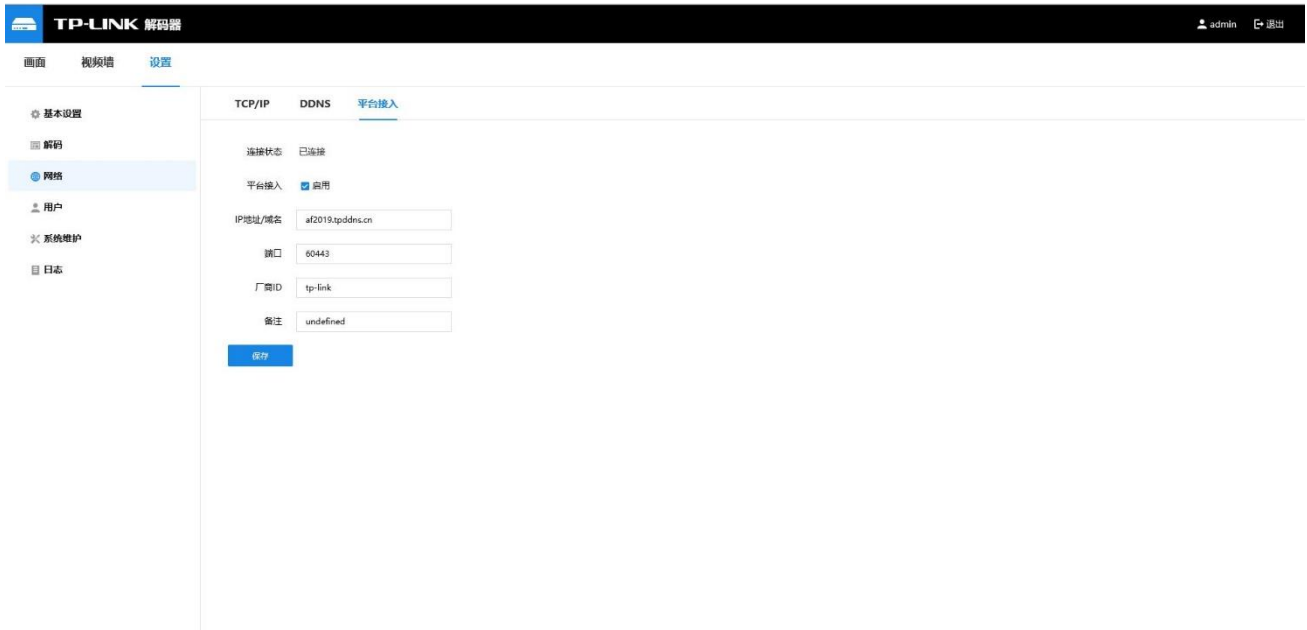 TP-LINK 解码器
admin 退出
画面 视频墙 设置
基本设置
解码
网络
用户
系统维护
日志
TCP/IP DDNS 平台接入
连接状态 已连接
平台接入 启用
IP地址/域名 af2019.tpddns.cn
端口 60443
厂商ID tp-link
备注 undefined
保存